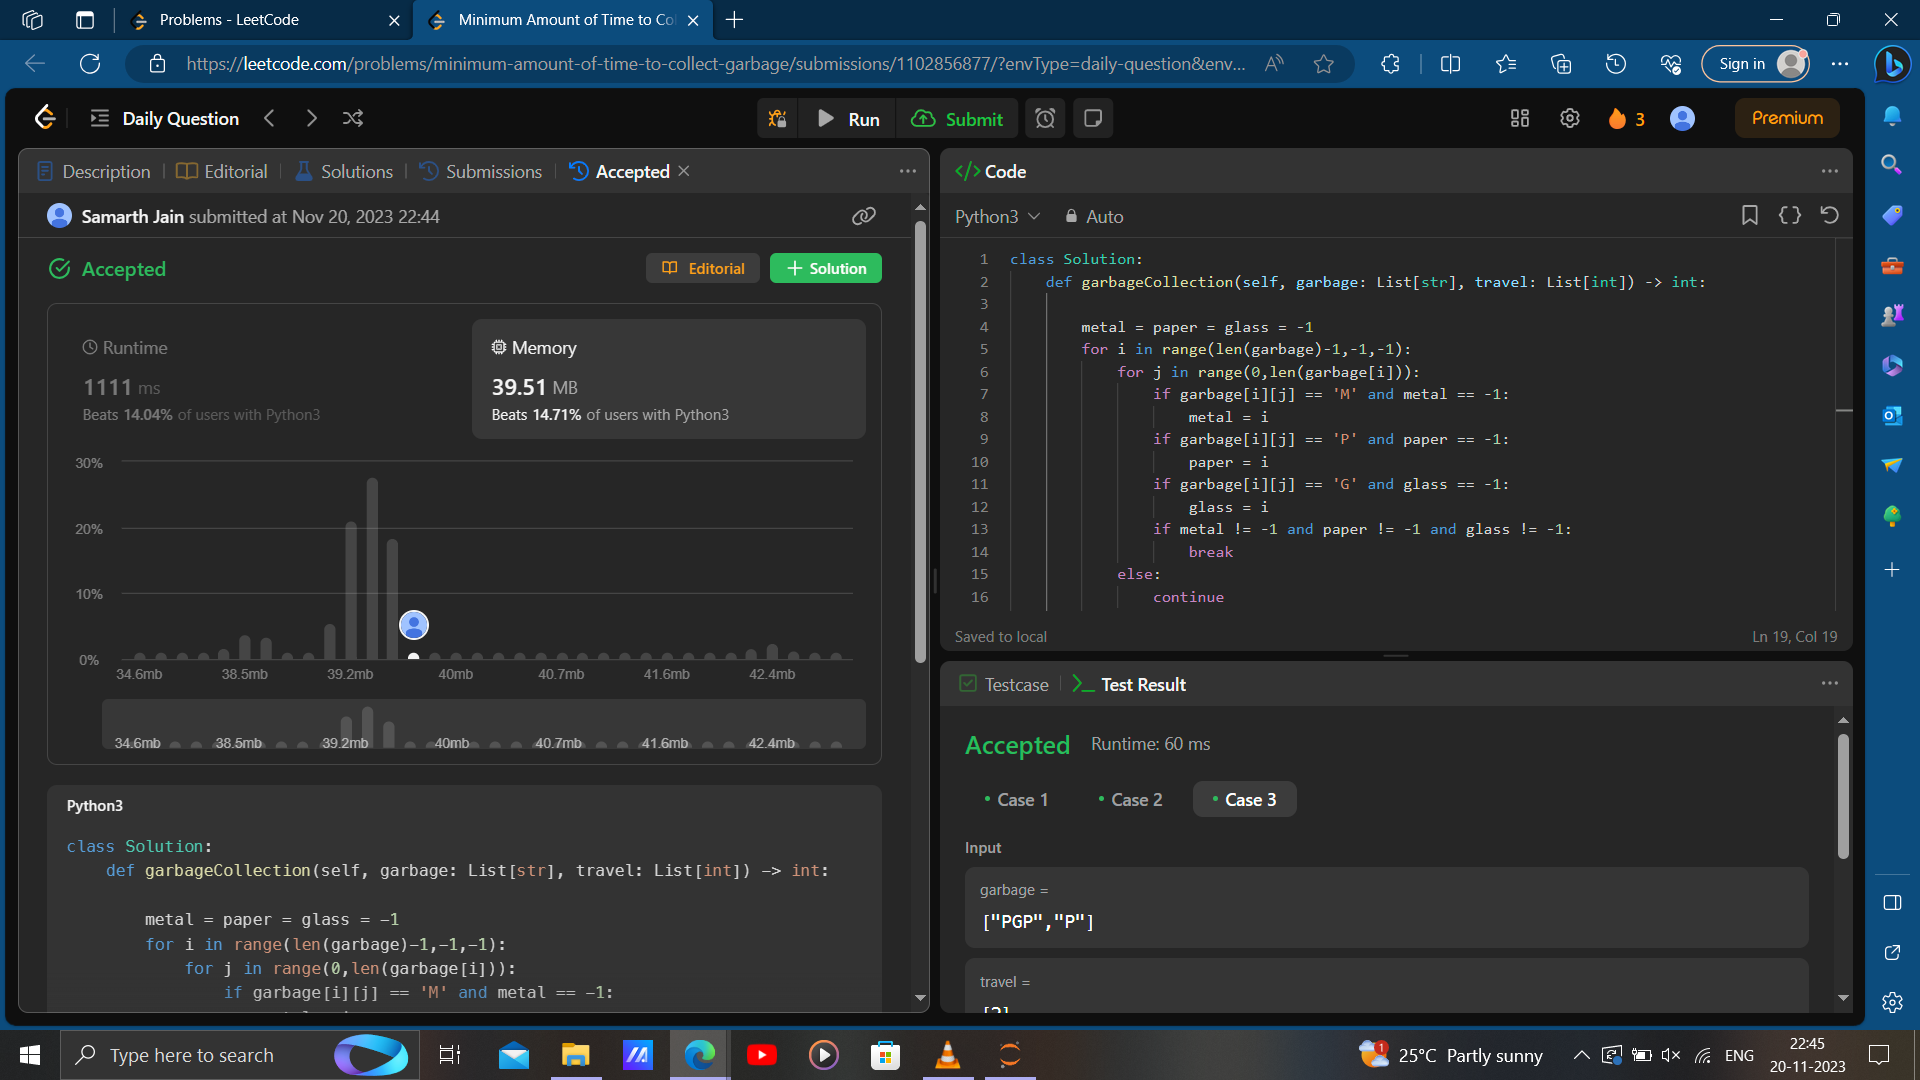 Problems - LeetCode
Minimum Amount of Time to Co
https://leetcode.com/problems/minimum-amount-of-time-to-collect-garbage/submissions/1102856877/?envType=daily-question&env...
Sign in
Daily Question
Run
Submit
3
Premium
Description
Editorial
Solutions
Submissions
Accepted
Samarth Jain submitted at Nov 20, 2023 22:44
Accepted
Editorial
Solution
Runtime
1111 ms
Beats 14.04% of users with Python3
Memory
39.51 MB
Beats 14.71% of users with Python3
30%
20%
10%
0%
34.6mb 38.5mb 39.2mb 40mb 40.7mb 41.6mb 42.4mb
34.6mb 38.5mb 39.2mb 40mb 40.7mb 41.6mb 42.4mb
Python3
class Solution:
    def garbageCollection(self, garbage: List[str], travel: List[int]) -> int:
        metal = paper = glass = -1
        for i in range(len(garbage)-1,-1,-1):
            for j in range(0,len(garbage[i])):
                if garbage[i][j] == 'M' and metal == -1:
</> Code
Python3
Auto
1 class Solution:
2     def garbageCollection(self, garbage: List[str], travel: List[int]) -> int:
3
4         metal = paper = glass = -1
5         for i in range(len(garbage)-1,-1,-1):
6             for j in range(0,len(garbage[i])):
7                 if garbage[i][j] == 'M' and metal == -1:
8                     metal = i
9                 if garbage[i][j] == 'P' and paper == -1:
10                     paper = i
11                 if garbage[i][j] == 'G' and glass == -1:
12                     glass = i
13                 if metal != -1 and paper != -1 and glass != -1:
14                     break
15             else:
16                 continue
Saved to local
Ln 19, Col 19
Testcase
Test Result
Accepted
Runtime: 60 ms
• Case 1
• Case 2
• Case 3
Input
garbage =
["PGP","P"]
travel =
Type here to search
1
25°C Partly sunny
ENG
22:45
20-11-2023